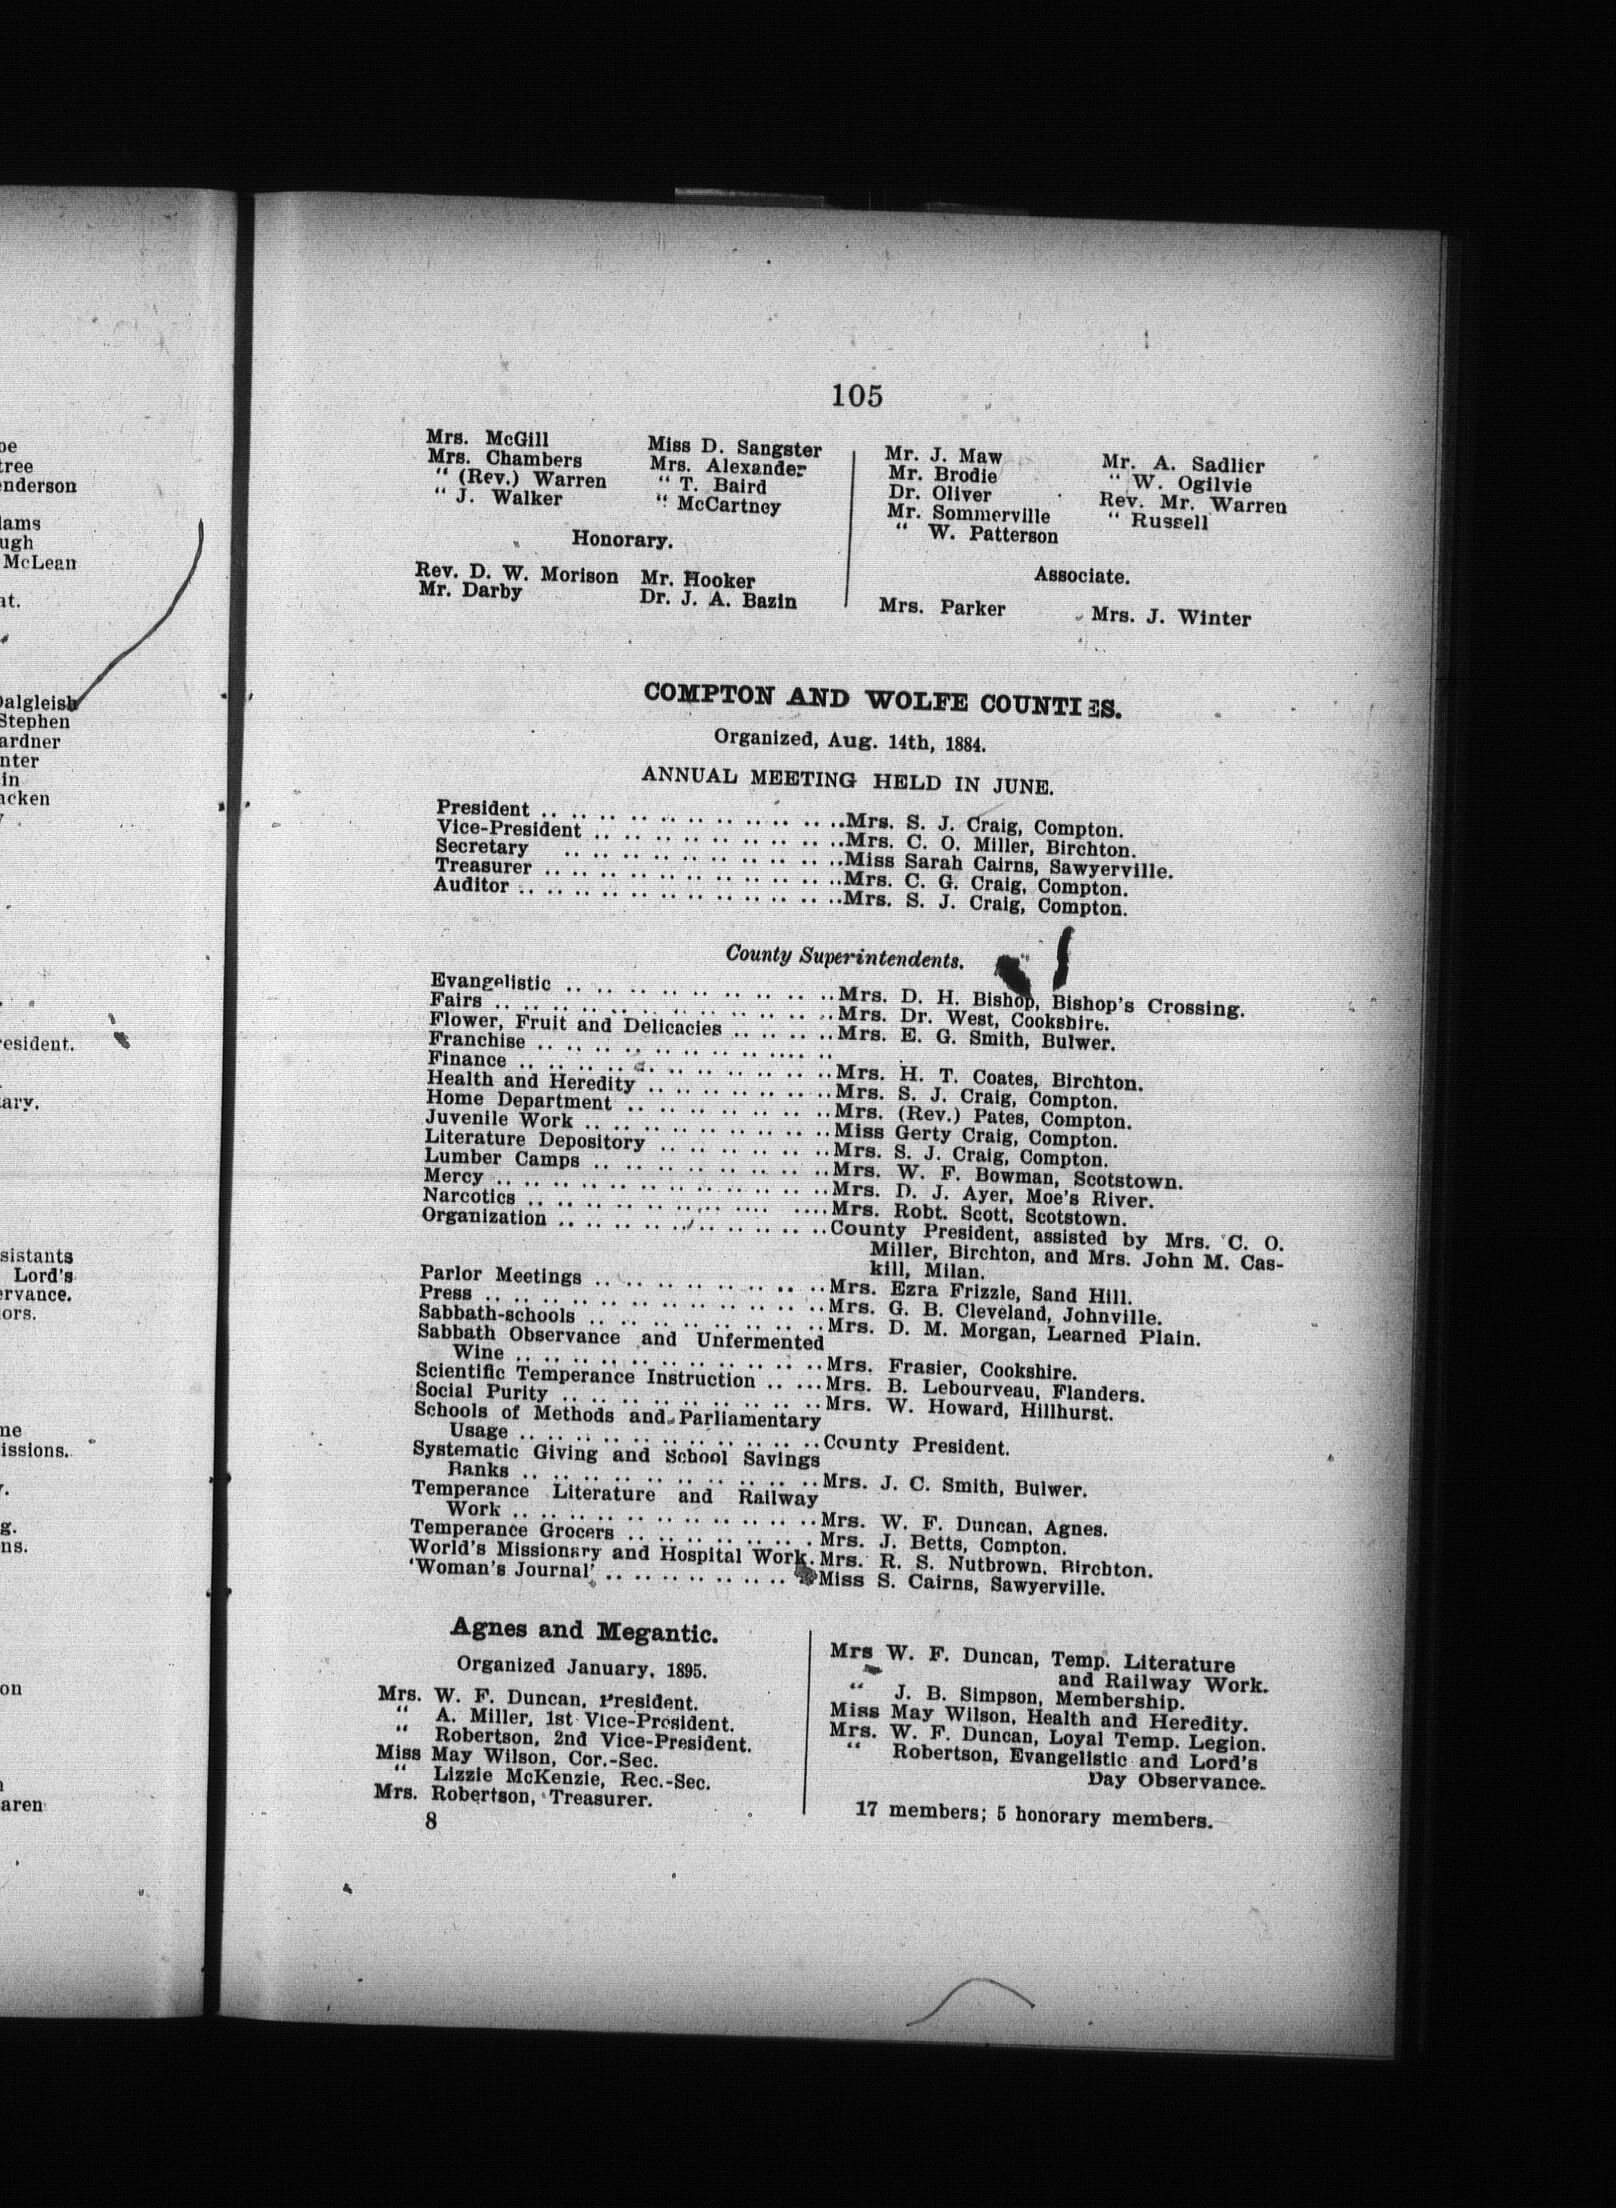 105
Mrs. McGill
Mrs. Chambers
" (Rev.) Warren
" J. Walker
Miss D. Sangster
Mrs. Alexander
" T. Baird
" McCartney
Honorary.
Rev. D. W. Morison
Mr. Darby
Mr. Hooker
Dr. J. A. Bazin
Mr. J. Maw
Mr. Brodie
Dr. Oliver
Mr. Sommerville
" W. Patterson
Mr. A. Sadlier
" W. Ogilvie
Rev. Mr. Warren
" Russell
Associate.
Mrs. Parker
Mrs. J. Winter
COMPTON AND WOLFE COUNTIES.
Organized, Aug. 14th, 1884.
ANNUAL MEETING HELD IN JUNE.
President .. .. .. .. .. .. .. .. .. .. ..Mrs. S. J. Craig, Compton.
Vice-President .. .. .. .. .. .. .. .. ..Mrs. C. O. Miller, Birchton.
Secretary .. .. .. .. .. .. .. .. .. ..Miss Sarah Cairns, Sawyerville.
Treasurer .. .. .. .. .. .. .. .. .. .. ..Mrs. C. G. Craig, Compton.
Auditor .. .. .. .. .. .. .. .. .. .. .. ..Mrs. S. J. Craig, Compton.
County Superintendents.
Evangelistic .. .. .. .. .. .. .. .. ..Mrs. D. H. Bishop, Bishop's Crossing.
Fairs .. .. .. .. .. .. .. .. .. .. .. ..Mrs. Dr. West, Cookshire.
Flower, Fruit and Delicacies .. .. .. ..Mrs. E. G. Smith, Bulwer.
Franchise .. .. .. .. .. .. .. .. .... ..
Finance .. .. .. .. .. .. .. .. .. .. ..Mrs. H. T. Coates, Birchton.
Health and Heredity .. .. .. .. .. .. ..Mrs. S. J. Craig, Compton.
Home Department .. .. .. .. .. .. .. ..Mrs. (Rev.) Pates, Compton.
Juvenile Work .. .. .. .. .. .. .. .. ..Miss Gerty Craig, Compton.
Literature Depository .. .. .. .. .. ..Mrs. S. J. Craig, Compton.
Lumber Camps .. .. .. .. .. .. .. .. ..Mrs. W. F. Bowman, Scotstown.
Mercy .. .. .. .. .. .. .. .. .. .. .. ..Mrs. D. J. Ayer, Moe's River.
Narcotics .. .. .. .. .. .. .. .... ....Mrs. Robt. Scott, Scotstown.
Organization .. .. .. .. .. .. .. .. .. ..County President, assisted by Mrs. C. O.
Miller, Birchton, and Mrs. John M. Cas-
kill, Milan.
Parlor Meetings .. .. .. .. .. .. .. ..Mrs. Ezra Frizzle, Sand Hill.
Press .. .. .. .. .. .. .. .. .. .. .. ..Mrs. G. B. Cleveland, Johnville.
Sabbath-schools .. .. .. .. .. .. .. .. ..Mrs. D. M. Morgan, Learned Plain.
Sabbath Observance and Unfermented
Wine .. .. .. .. .. .. .. .. .. .. ..Mrs. Frasier, Cookshire.
Scientific Temperance Instruction .. ...Mrs. B. Lebourveau, Flanders.
Social Purity .. .. .. .. .. .. .. .. ..Mrs. W. Howard, Hillhurst.
Schools of Methods and Parliamentary
Usage .. .. .. .. .. .. .. .. .. .. ..County President.
Systematic Giving and School Savings
Banks .. .. .. .. .. .. .. .. .. ..Mrs. J. C. Smith, Bulwer.
Temperance Literature and Railway
Work .. .. .. .. .. .. .. .. .. .. ..Mrs. W. F. Duncan, Agnes.
Temperance Grocers .. .. .. .. .. .. .Mrs. J. Betts, Compton.
World's Missionary and Hospital Work.Mrs. R. S. Nutbrown, Birchton.
'Woman's Journal' .. .. .. .. .. .. ..Miss S. Cairns, Sawyerville.
Agnes and Megantic.
Organized January, 1895.
Mrs. W. F. Duncan, President.
" A. Miller, 1st Vice-President.
" Robertson, 2nd Vice-President.
Miss May Wilson, Cor.-Sec.
" Lizzie McKenzie, Rec.-Sec.
Mrs. Robertson, Treasurer.
8
Mrs W. F. Duncan, Temp. Literature
and Railway Work.
" J. B. Simpson, Membership.
Miss May Wilson, Health and Heredity.
Mrs. W. F. Duncan, Loyal Temp. Legion.
" Robertson, Evangelistic and Lord's
Day Observance.
17 members; 5 honorary members.